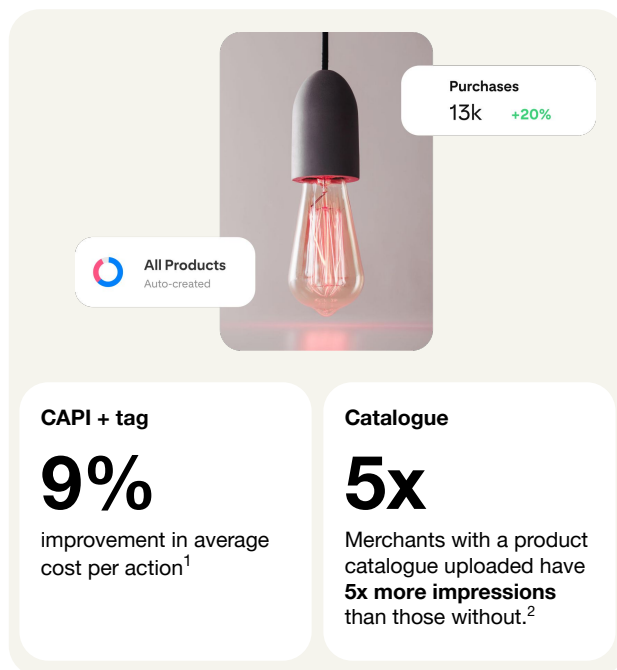 Purchases
13k +20%
All Products
Auto-created
CAPI + tag
9%
improvement in average
cost per action1
Catalogue
5x
Merchants with a product
catalogue uploaded have
5x more impressions
than those without.2